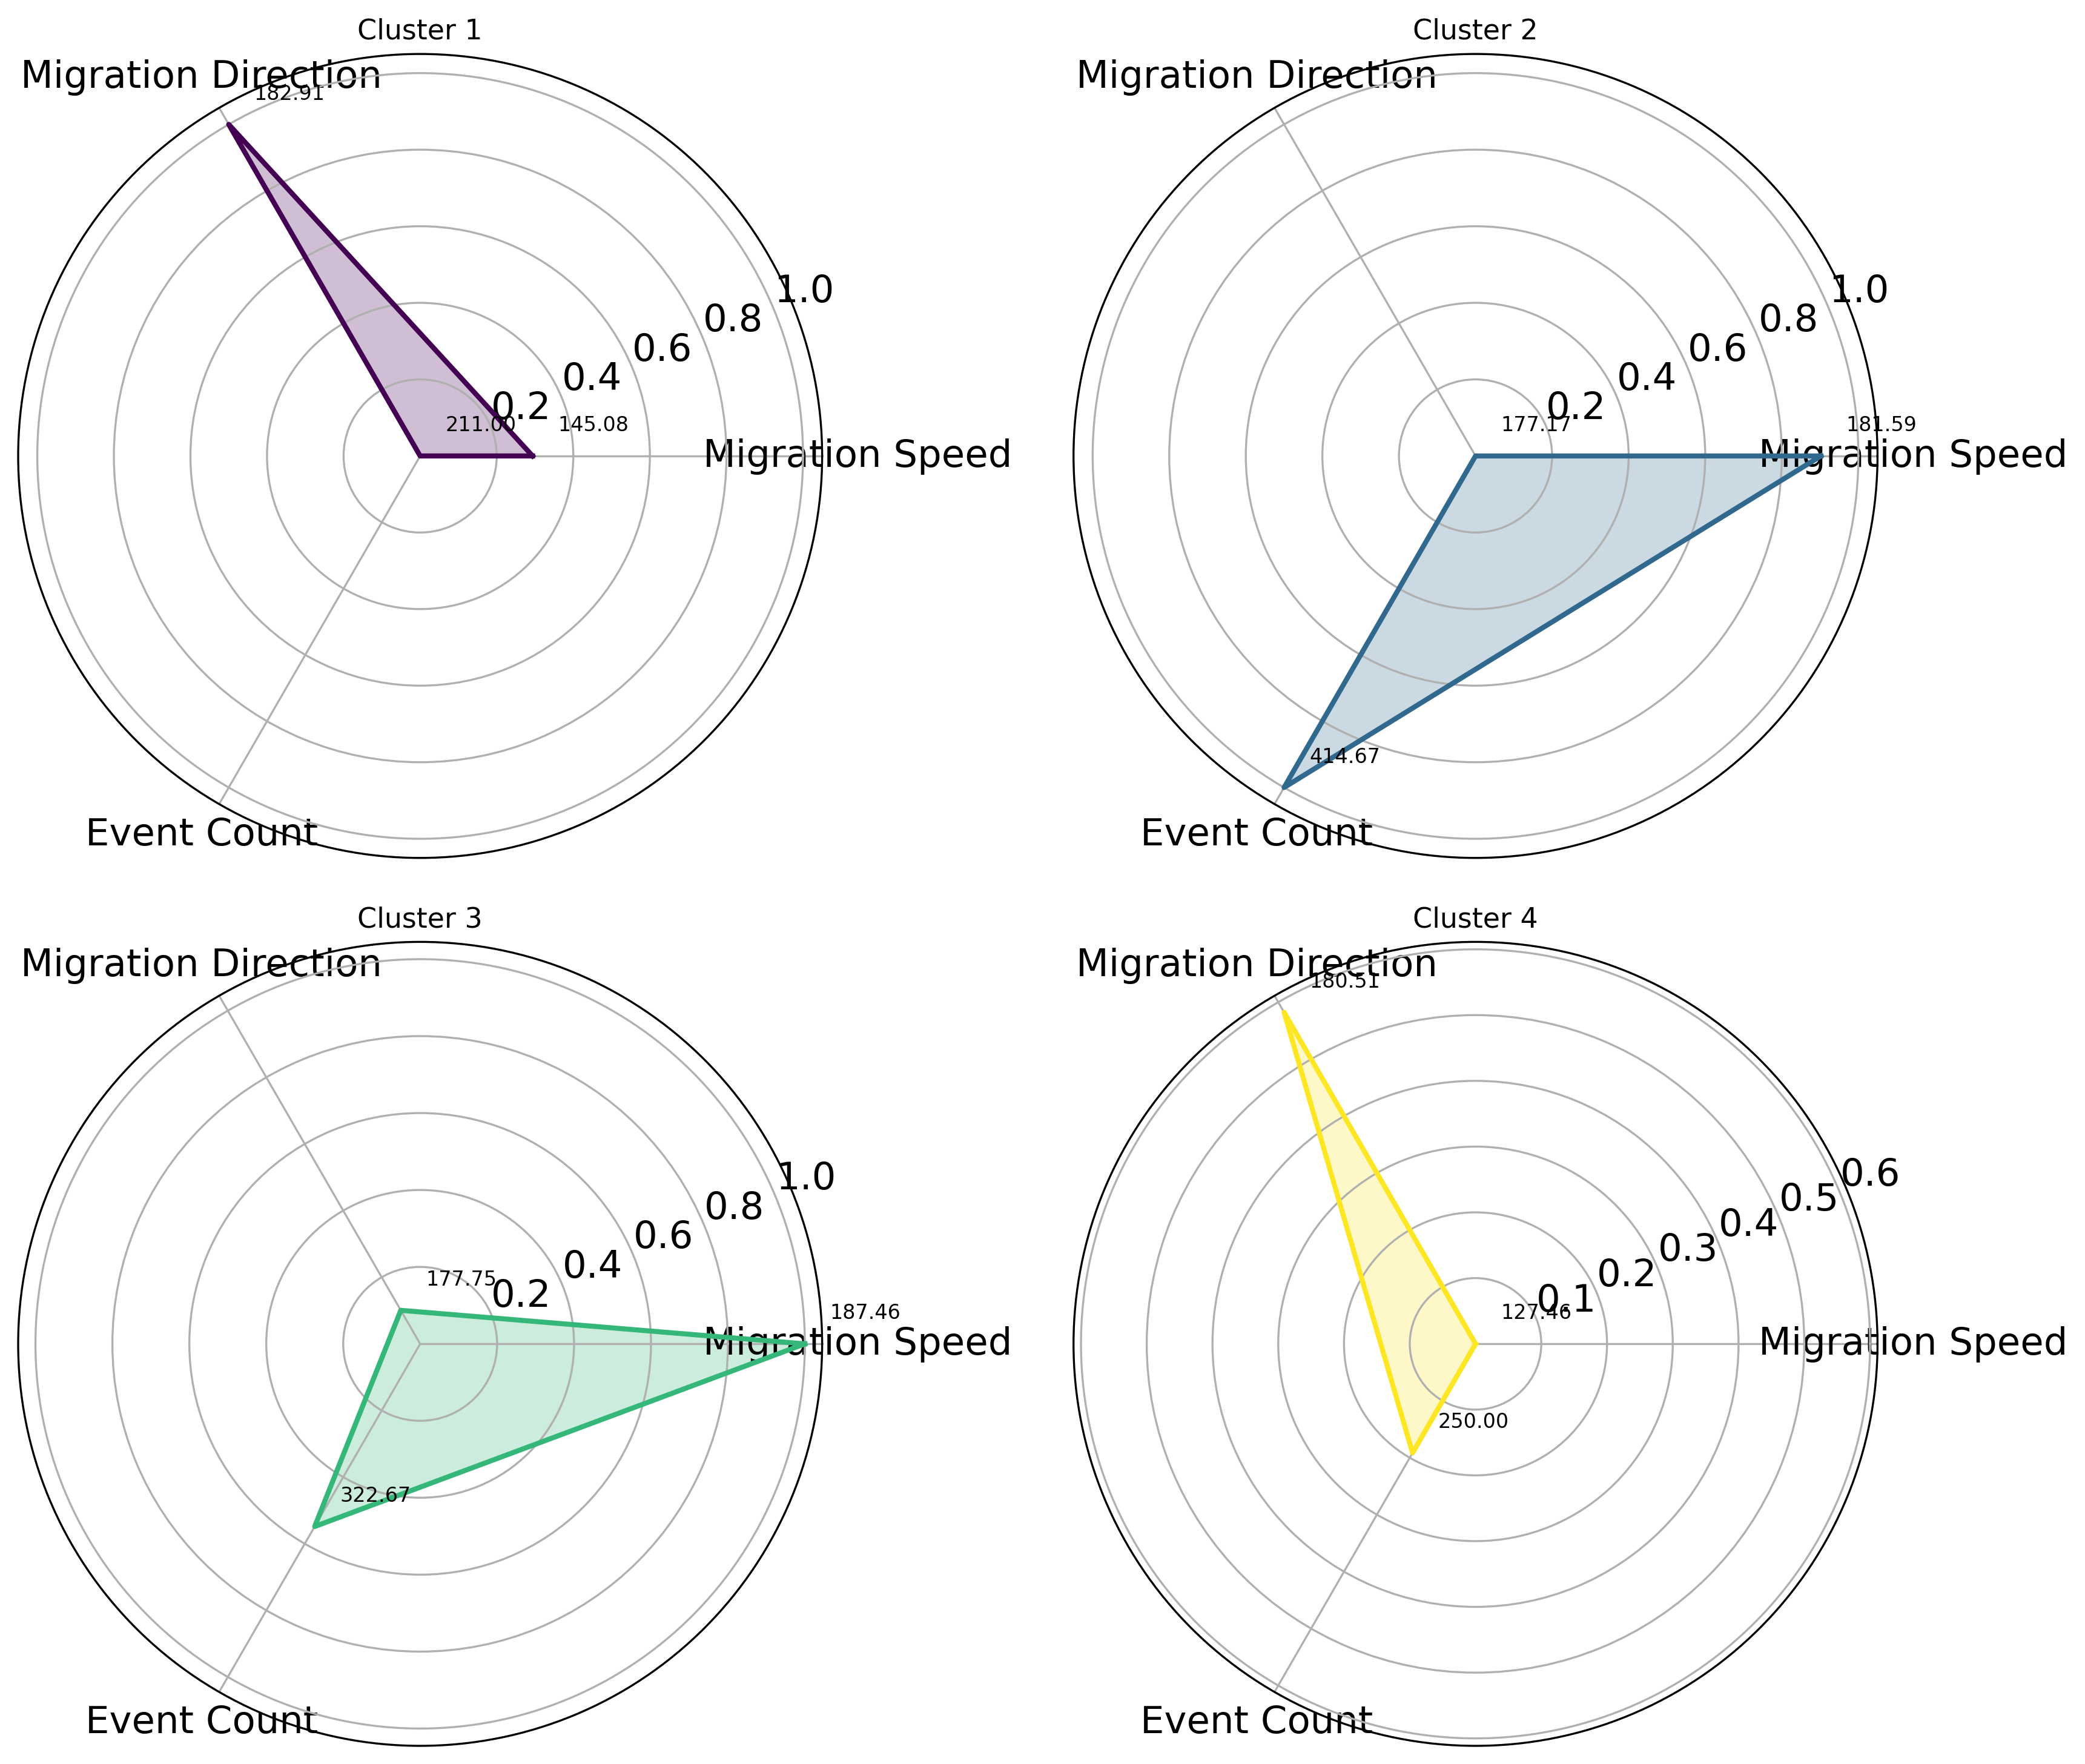 Cluster 1
Migration Direction
182.91
1.0
0.8
0.6
0.4
0.2
211.00
145.08
Migration Speed
Event Count
Cluster 2
Migration Direction
1.0
0.8
0.6
0.4
0.2
177.17
181.59
Migration Speed
414.67
Event Count
Cluster 3
Migration Direction
1.0
0.8
0.6
0.4
0.2
177.75
187.46
Migration Speed
322.67
Event Count
Cluster 4
Migration Direction
180.51
0.6
0.5
0.4
0.3
0.2
0.1
127.46
Migration Speed
250.00
Event Count